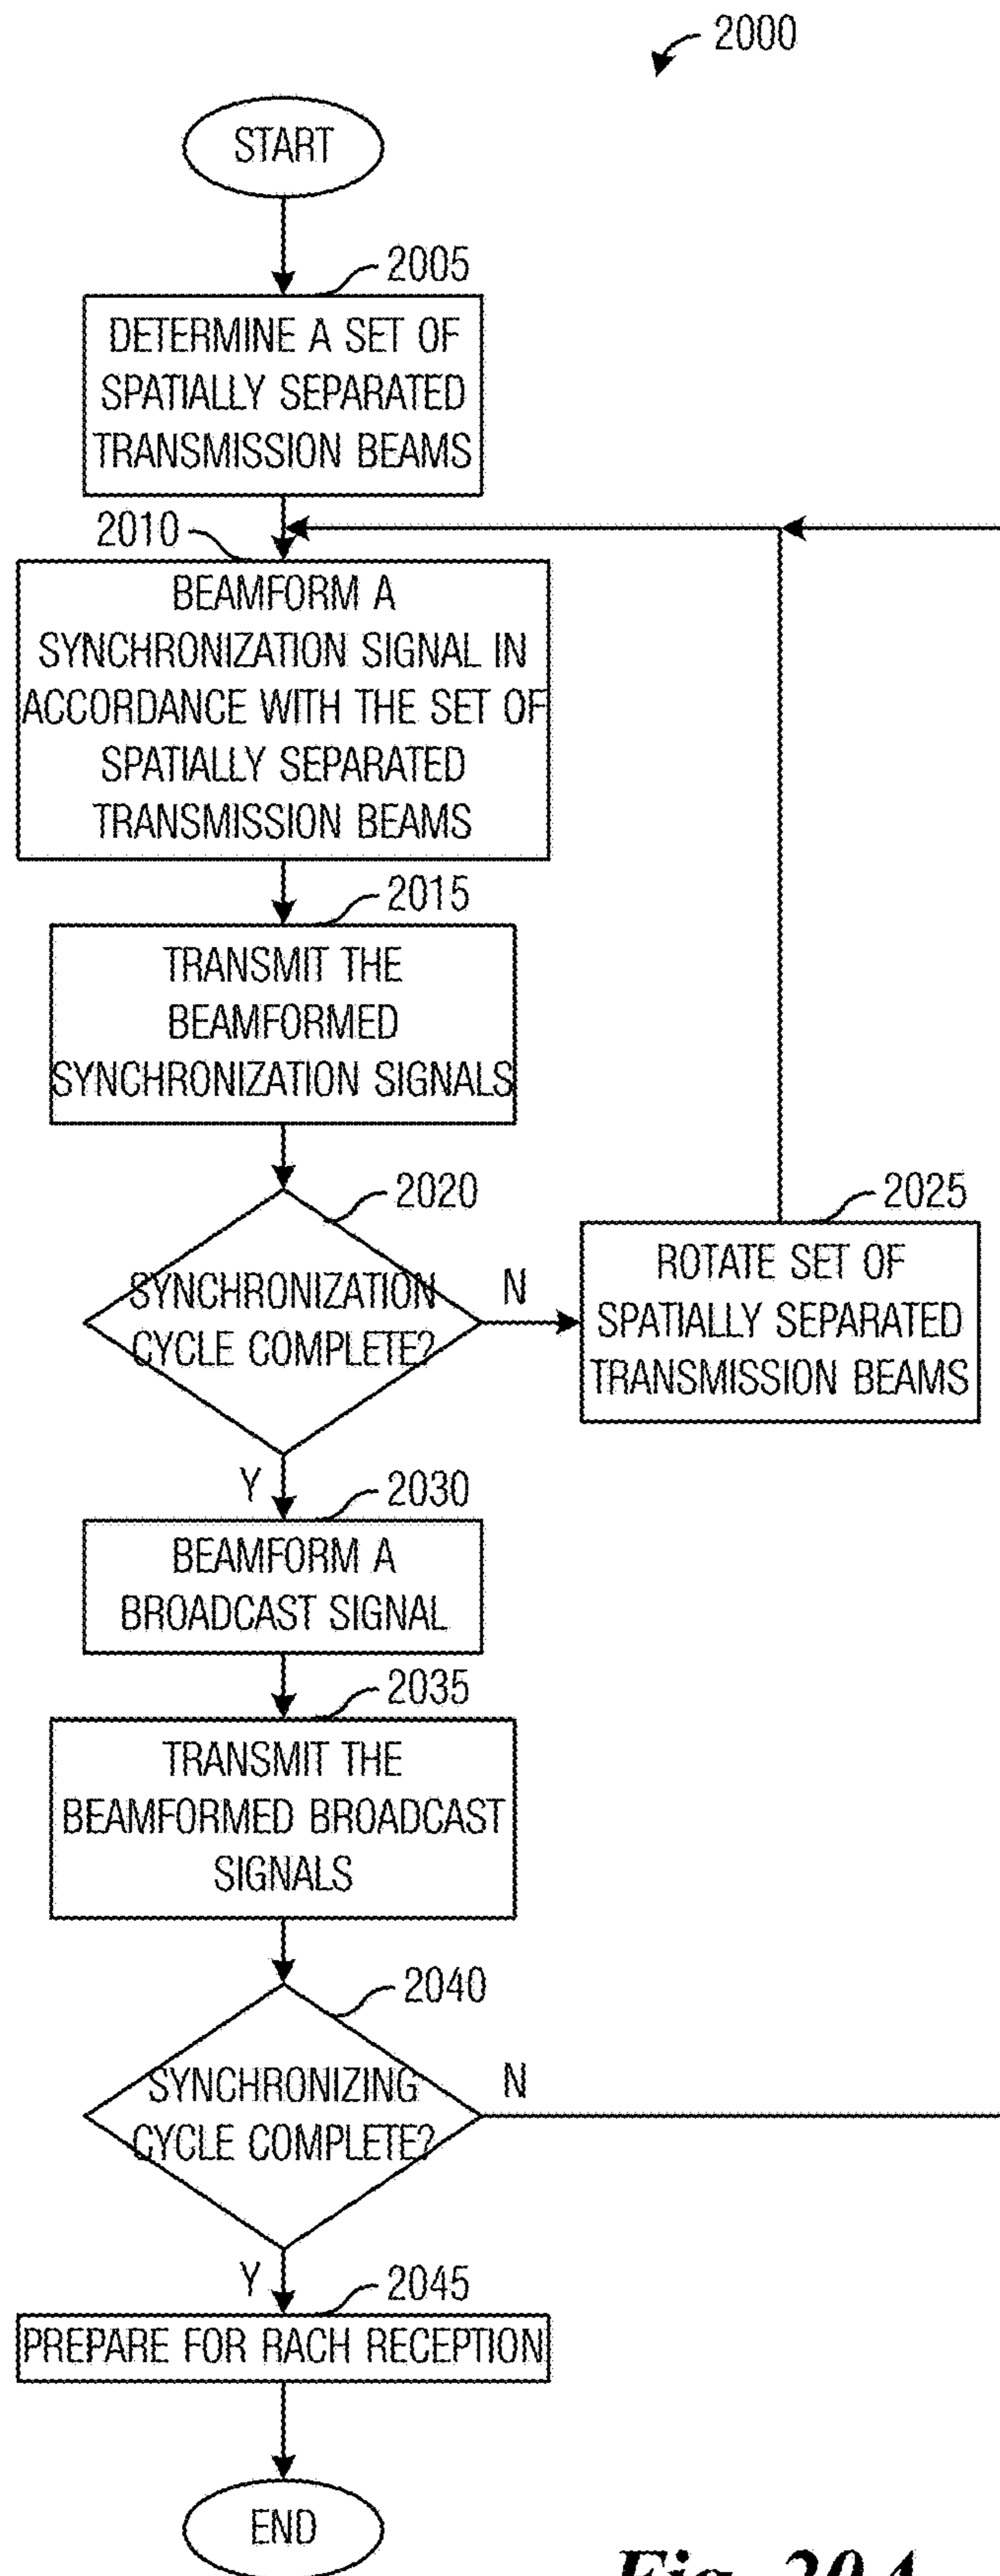 2000
START
2005
DETERMINE A SET OF
SPATIALLY SEPARATED
TRANSMISSION BEAMS
2010
BEAMFORM A
SYNCHRONIZATION SIGNAL IN
ACCORDANCE WITH THE SET OF
SPATIALLY SEPARATED
TRANSMISSION BEAMS
2015
TRANSMIT THE
BEAMFORMED
SYNCHRONIZATION SIGNALS
2020
SYNCHRONIZATION
CYCLE COMPLETE?
N
2025
ROTATE SET OF
SPATIALLY SEPARATED
TRANSMISSION BEAMS
Y
2030
BEAMFORM A
BROADCAST SIGNAL
2035
TRANSMIT THE
BEAMFORMED BROADCAST
SIGNALS
2040
SYNCHRONIZING
CYCLE COMPLETE?
N
Y
2045
PREPARE FOR RACH RECEPTION
END
Fig. 20A